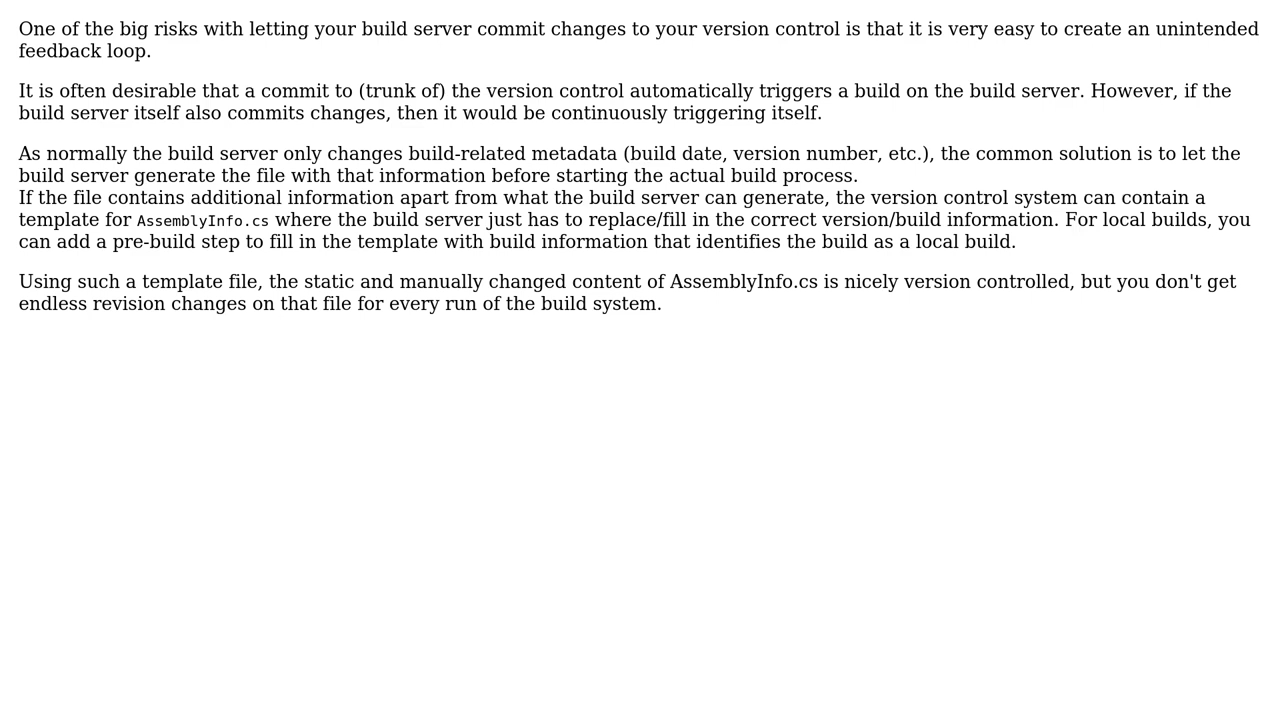 One of the big risks with letting your build server commit changes to your version control is that it is very easy to create an unintended
feedback loop.
It is often desirable that a commit to (trunk of) the version control automatically triggers a build on the build server. However, if the
build server itself also commits changes, then it would be continuously triggering itself.
As normally the build server only changes build-related metadata (build date, version number, etc.), the common solution is to let the
build server generate the file with that information before starting the actual build process.
If the file contains additional information apart from what the build server can generate, the version control system can contain a
template for AssemblyInfo.cs where the build server just has to replace/fill in the correct version/build information. For local builds, you
can add a pre-build step to fill in the template with build information that identifies the build as a local build.
Using such a template file, the static and manually changed content of AssemblyInfo.cs is nicely version controlled, but you don't get
endless revision changes on that file for every run of the build system.